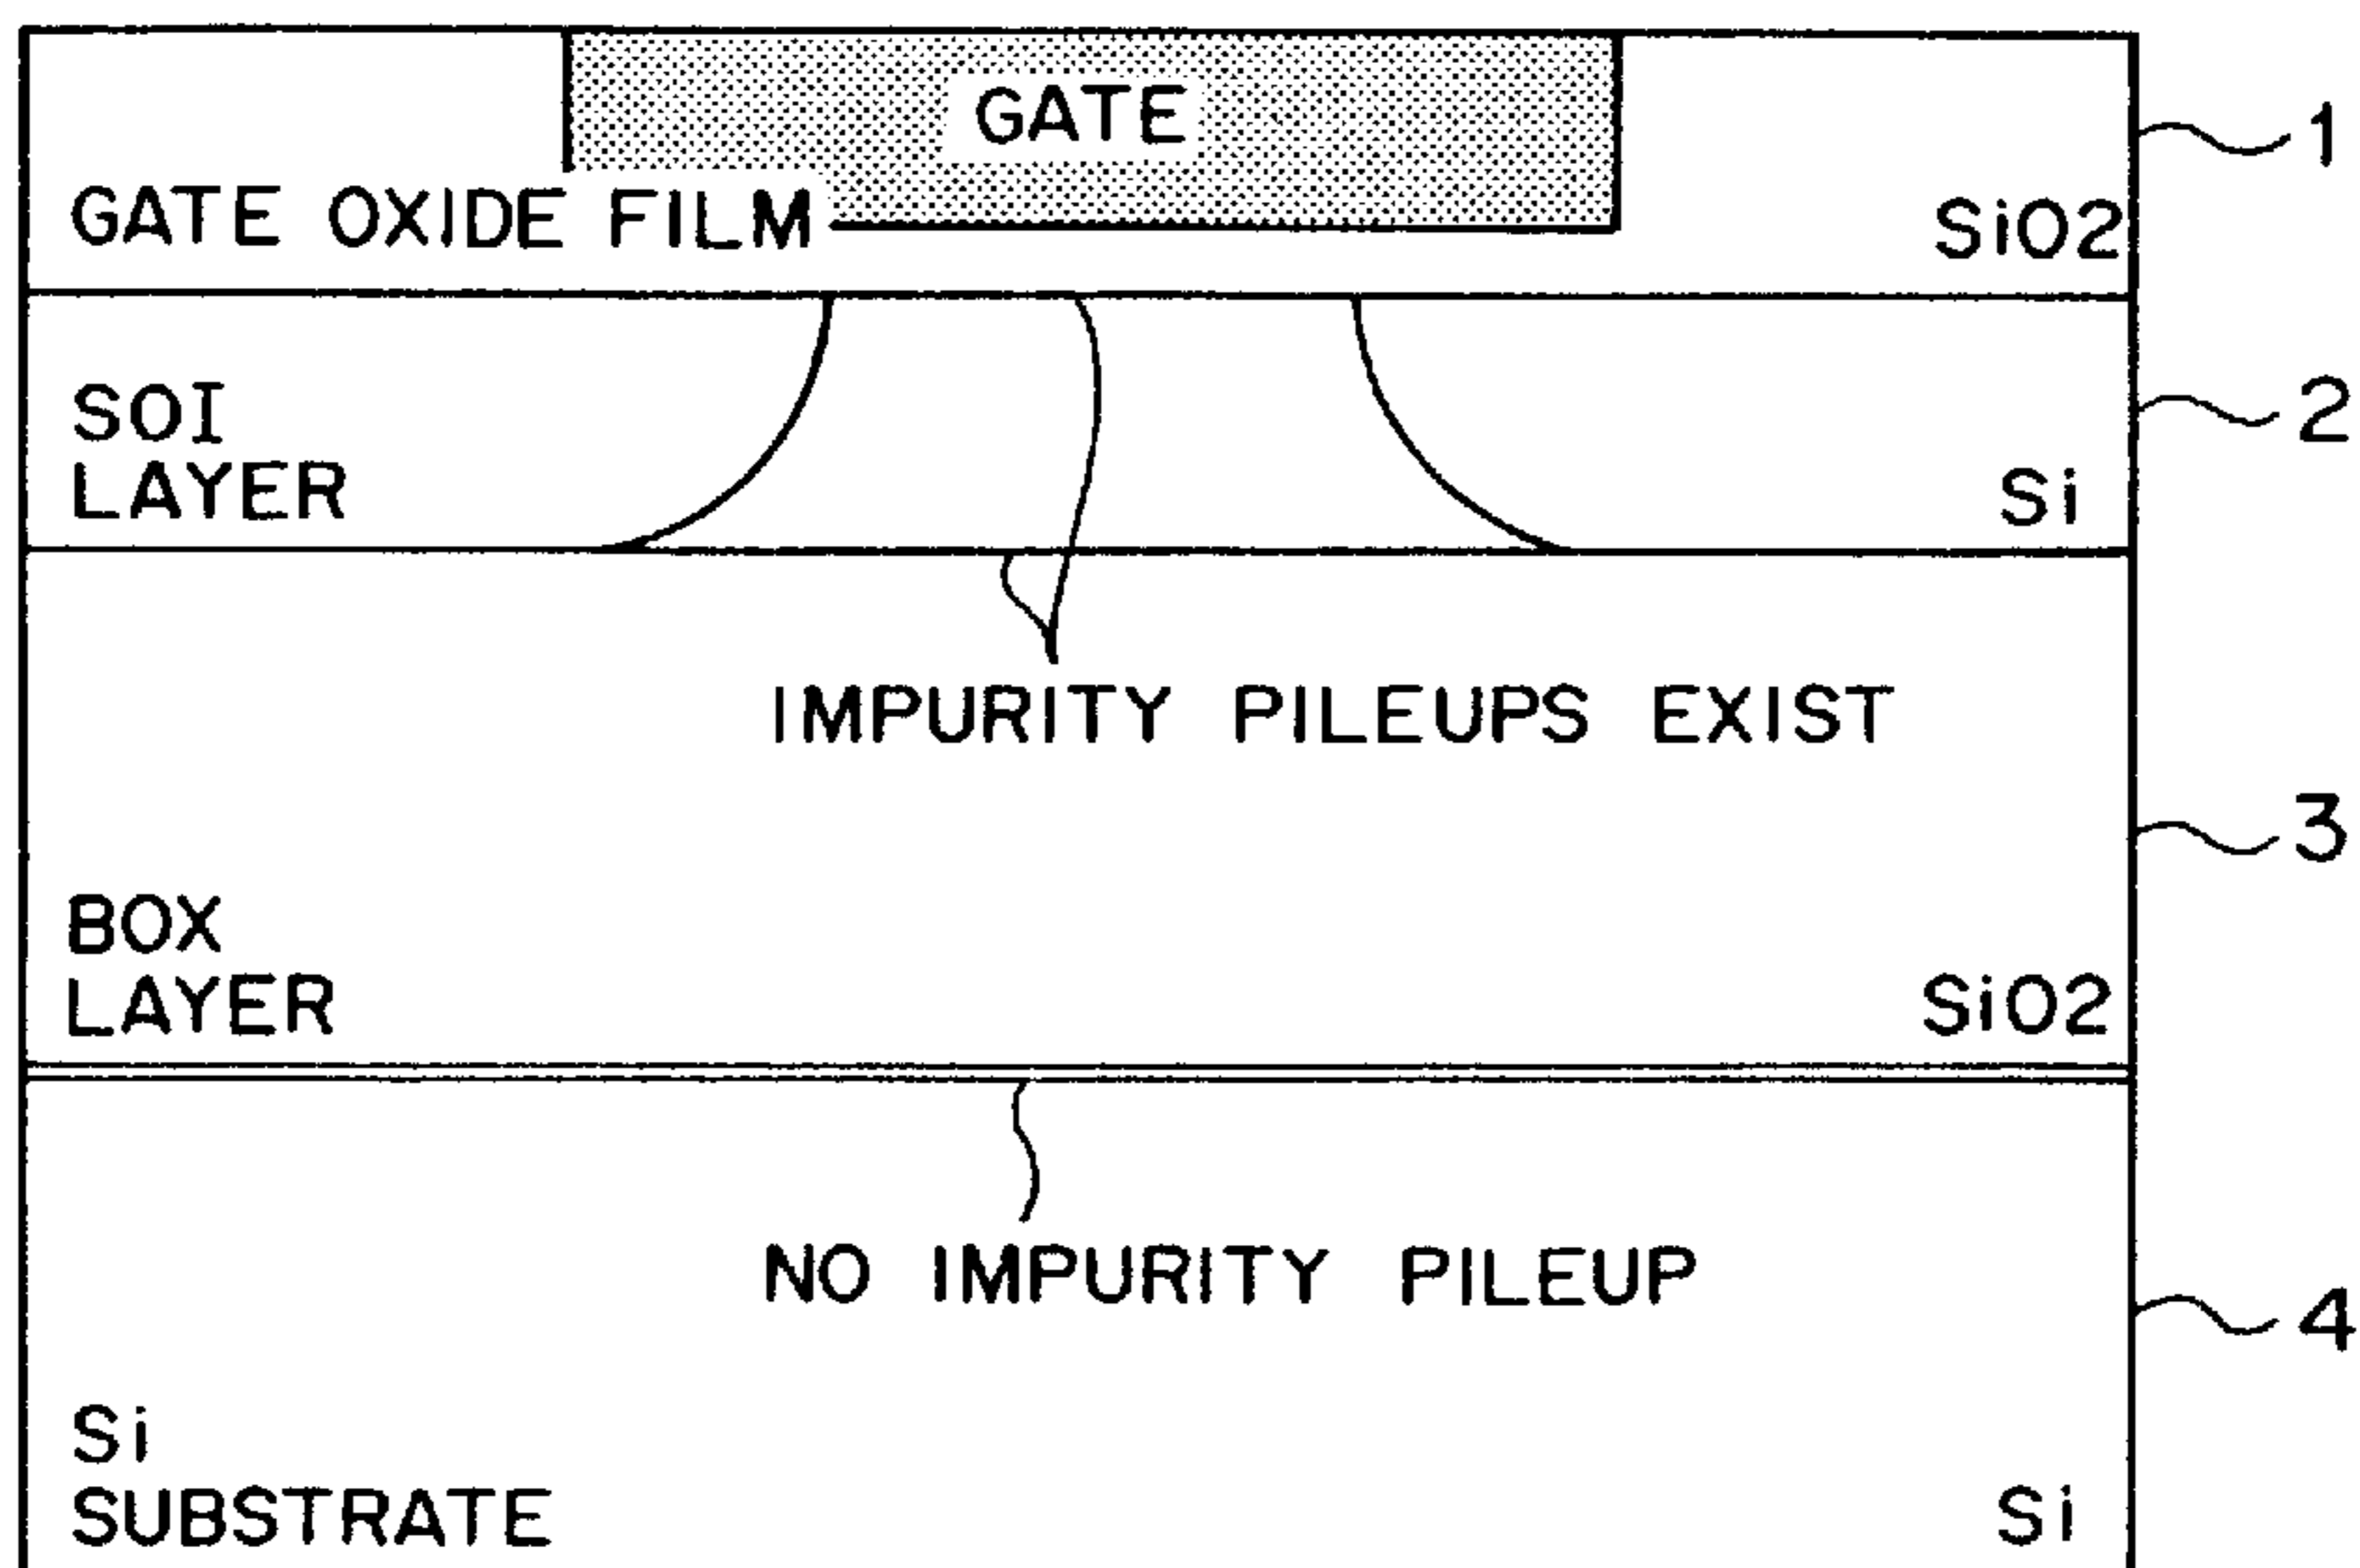 GATE
1
GATE OXIDE FILM
SiO2
SOI
LAYER
2
Si
IMPURITY PILEUPS EXIST
3
BOX
LAYER
SiO2
NO IMPURITY PILEUP
4
Si
SUBSTRATE
Si